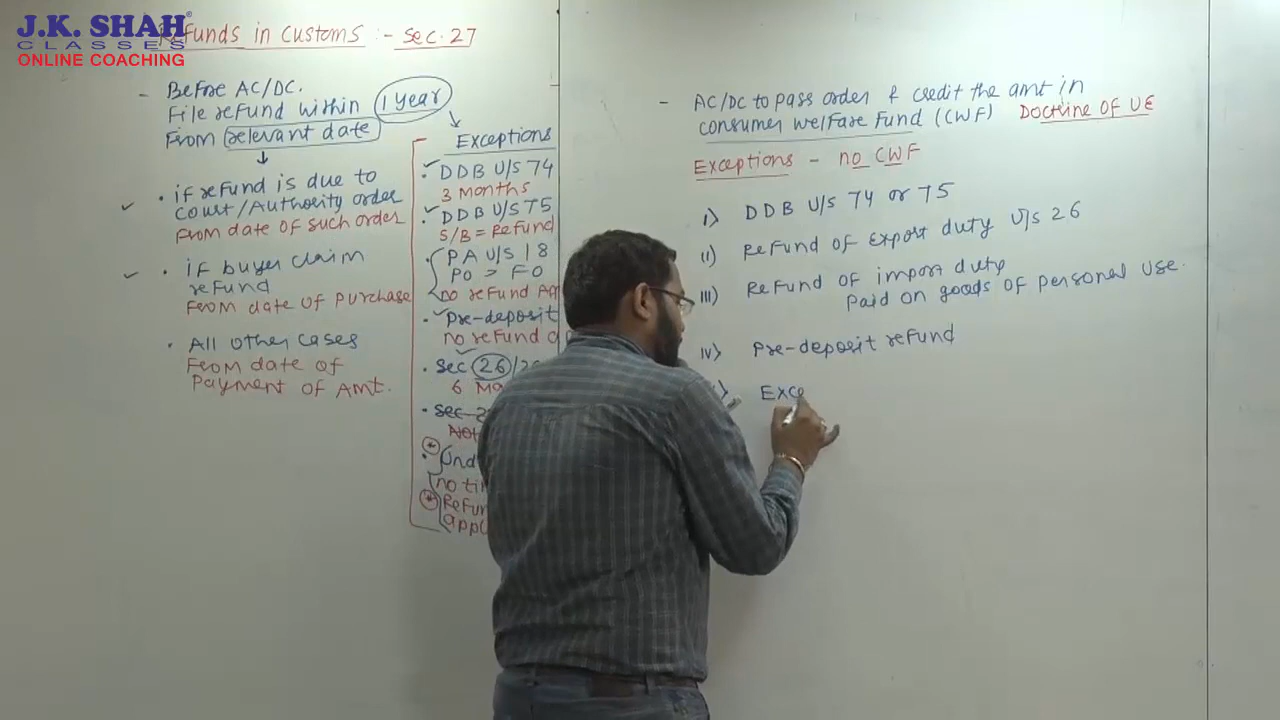 J.K. SHAH®
CLASSES
ONLINE COACHING
Refunds in Customs :- Sec. 27
- Before AC/DC.
File refund within 1 year
From relevant date
• if refund is due to
Court/Authority order
From date of such order
• if buyer claim
refund
From date of Purchase
• All other cases
From date of
Payment of Amt.
Exceptions
• DDB U/S 74
3 Months
• DDB U/S 75
S/B = Refund
• PA U/S 18
PD > FD
no refund
• Pre-deposit
no refund
• Sec 26
6
• Sec-2
Not
•
no
- AC/DC to pass order & credit the amt in
consumer welfare Fund (CWF) Doctrine of UE
Exceptions - no CWF
I) DDB U/S 74 or 75
II) Refund of Export duty U/S 26
III) Refund of import duty
Paid on goods of Personal Use.
IV) Pre-deposit refund
Exce